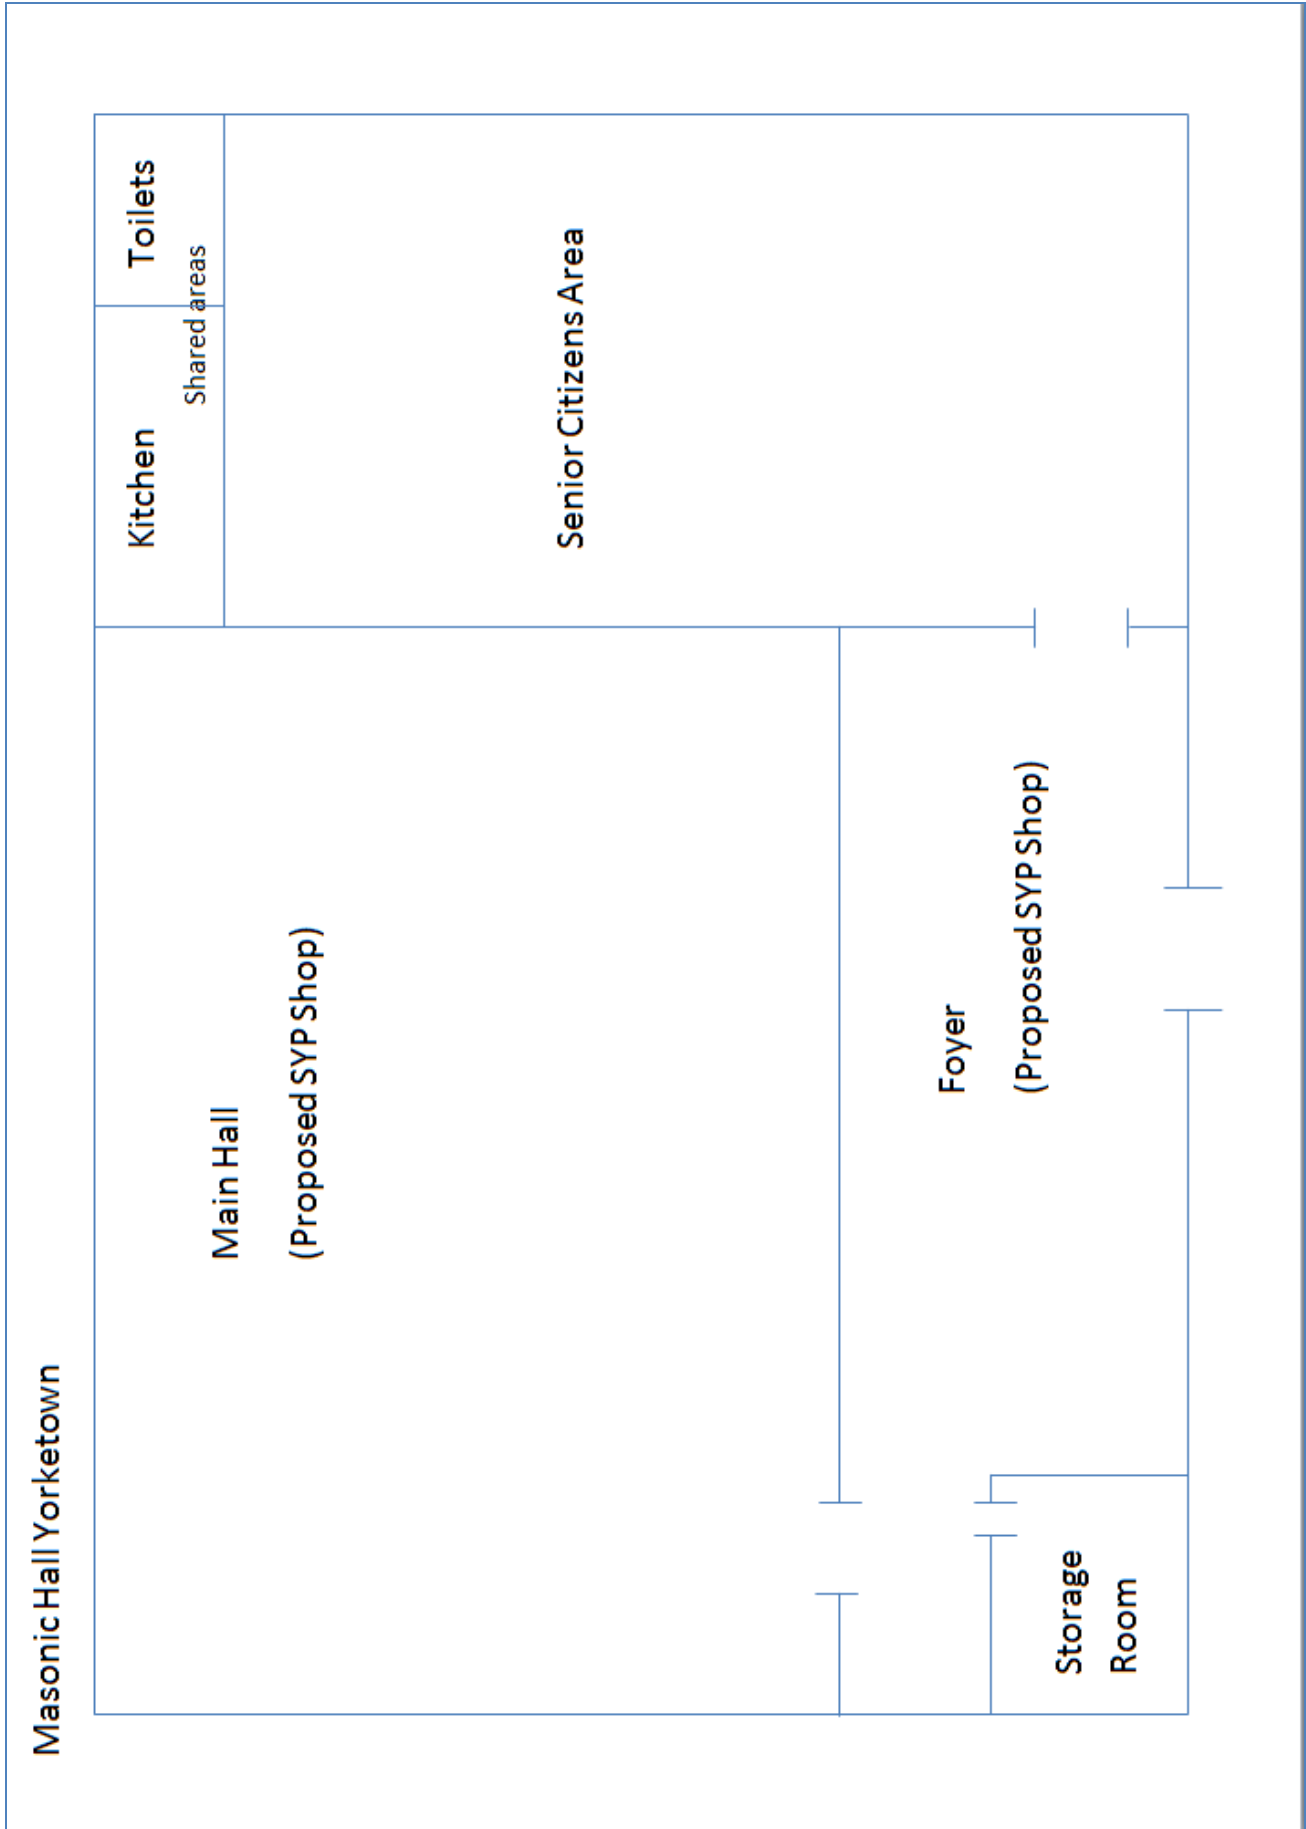 Masonic Hall Yorketown
Main Hall
(Proposed SYP Shop)
Kitchen
Toilets
Shared areas
Senior Citizens Area
Foyer
(Proposed SYP Shop)
Storage
Room